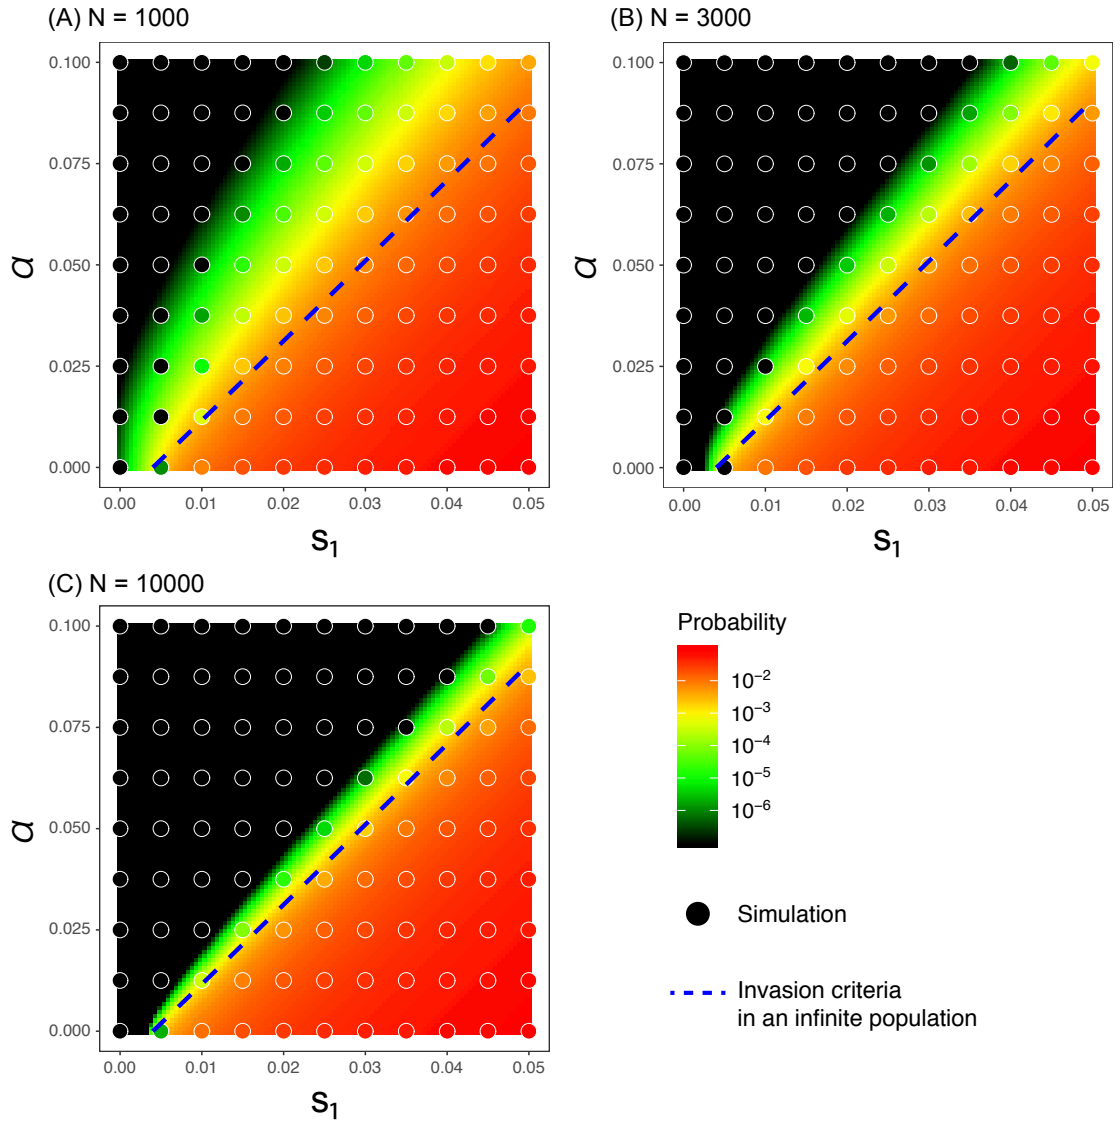 (A) N = 1000
0.100
0.075
0.050
0.025
0.000
α
0.00 0.01 0.02 0.03 0.04 0.05
s1
(B) N = 3000
0.100
0.075
0.050
0.025
0.000
α
0.00 0.01 0.02 0.03 0.04 0.05
s1
(C) N = 10000
0.100
0.075
0.050
0.025
0.000
α
0.00 0.01 0.02 0.03 0.04 0.05
s1
Probability
10−2
10−3
10−4
10−5
10−6
Simulation
Invasion criteria
in an infinite population